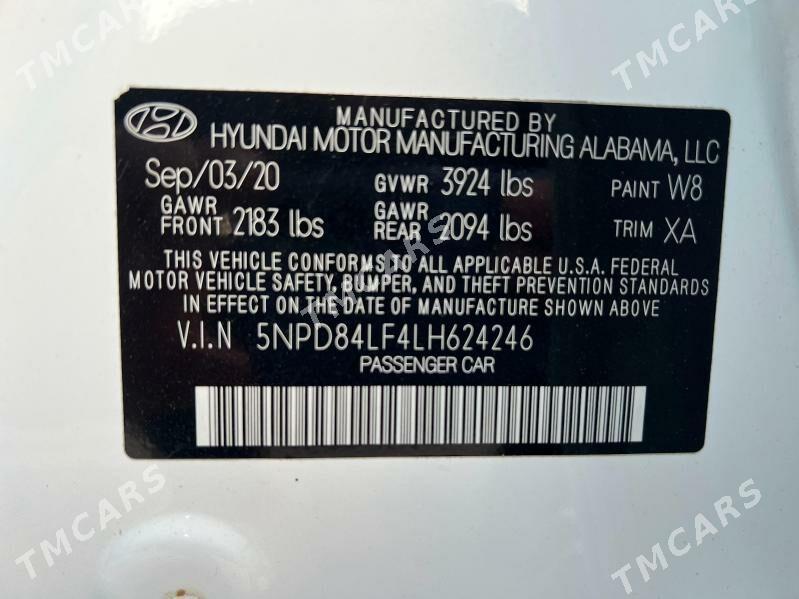 TMCARS
TMCARS
TMCARS
MANUFACTURED BY
HYUNDAI MOTOR MANUFACTURING ALABAMA, LLC
Sep/03/20 GVWR 3924 lbs PAINT W8
GAWR FRONT 2183 lbs GAWR REAR 2094 lbs TRIM XA
THIS VEHICLE CONFORMS TO ALL APPLICABLE U.S.A. FEDERAL
MOTOR VEHICLE SAFETY, BUMPER, AND THEFT PREVENTION STANDARDS
IN EFFECT ON THE DATE OF MANUFACTURE SHOWN ABOVE
V.I.N 5NPD84LF4LH624246
PASSENGER CAR
TMCARS
TMCARS